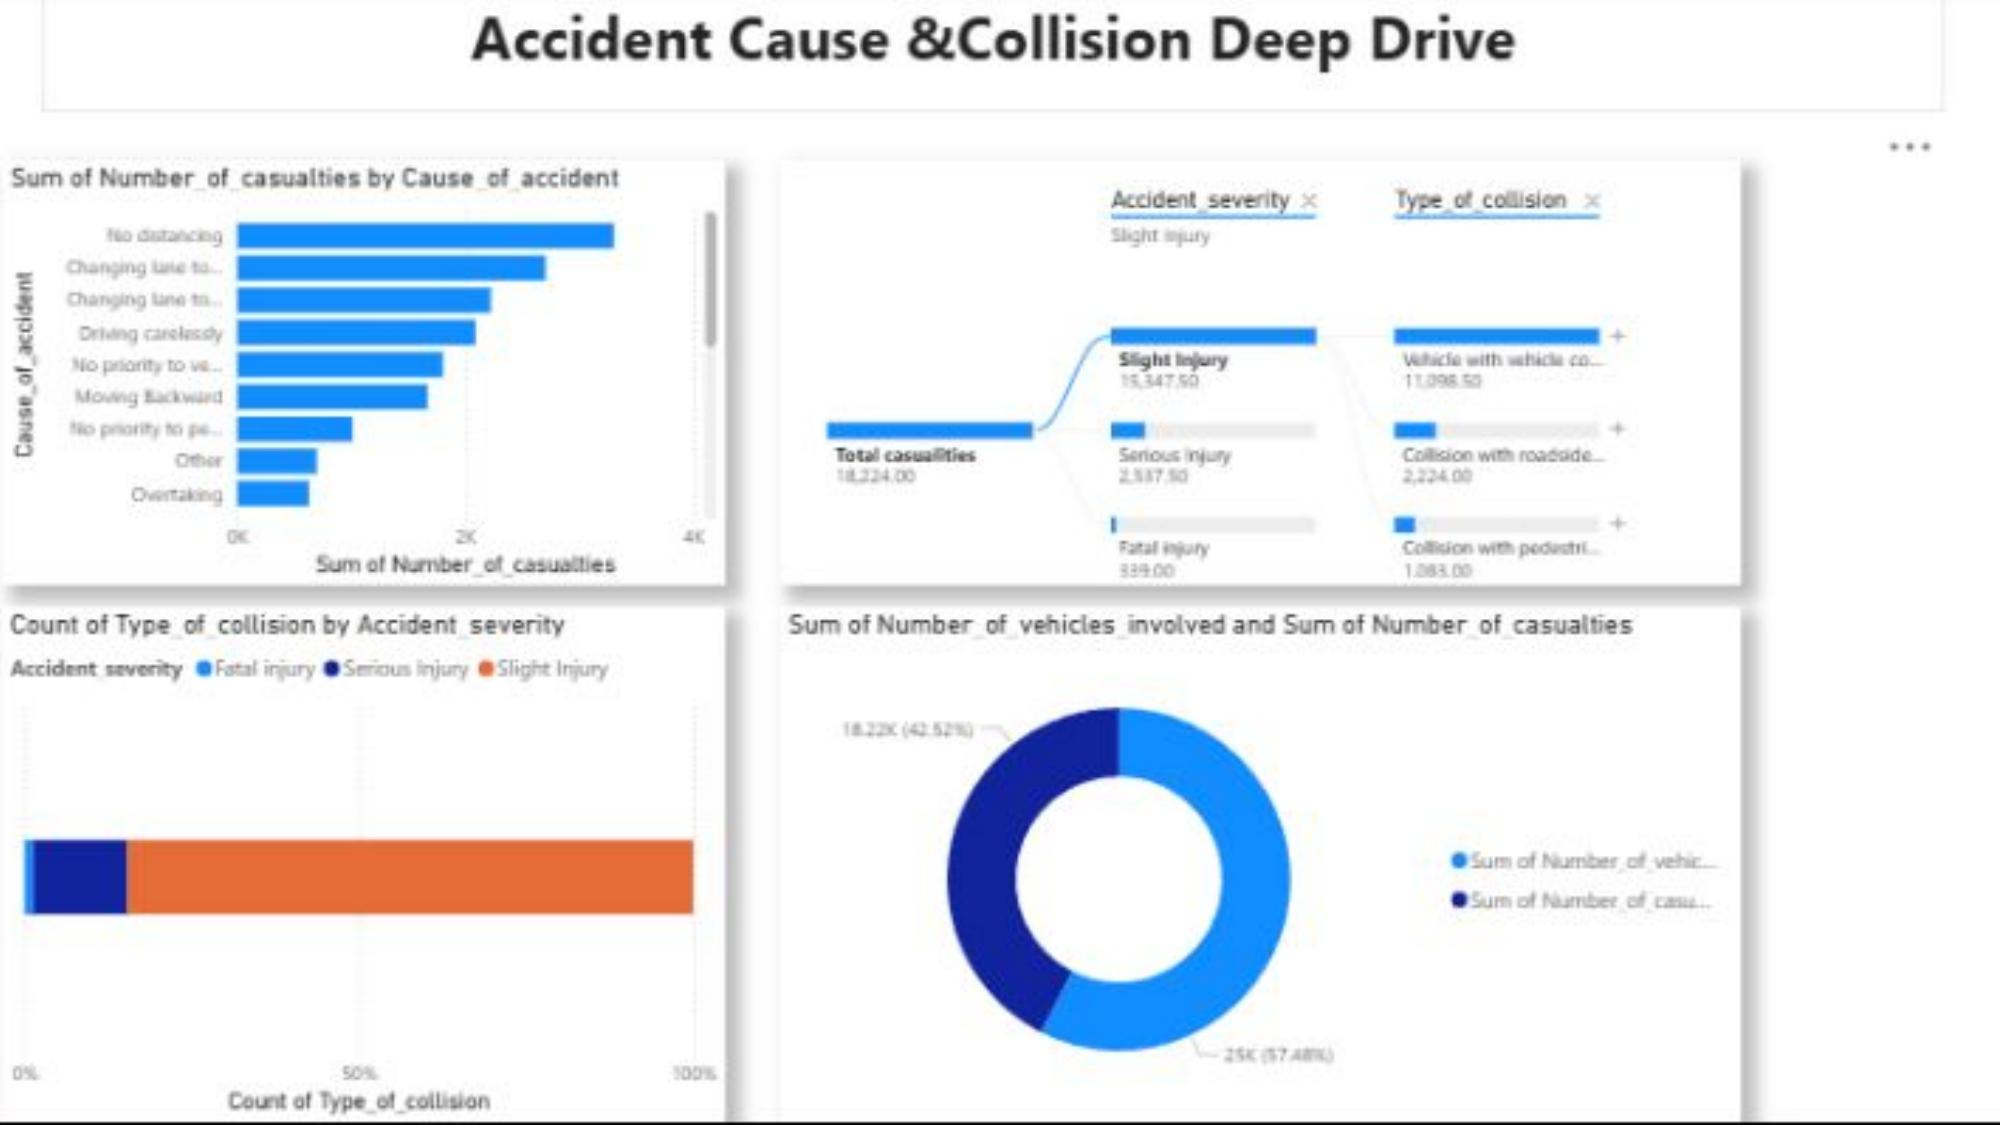 Accident Cause &Collision Deep Drive
Sum of Number_of_casualties by Cause_of_accident
Cause_of_accident
No distancing
Changing lane to...
Changing lane to...
Driving carelessly
No priority to ve...
Moving Backward
No priority to pe...
Other
Overtaking
0K 2K 4K
Sum of Number_of_casualties
Accident_severity × Type_of_collision ×
Slight Injury
Total casualities
18,224.00
Slight Injury
15,347.50
Serious Injury
2,537.50
Fatal injury
339.00
Vehicle with vehicle co...
11,098.50
Collision with roadside...
2,224.00
Collision with pedestri...
1,083.00
Count of Type_of_collision by Accident_severity
Accident_severity Fatal injury Serious Injury Slight Injury
0% 50% 100%
Count of Type_of_collision
Sum of Number_of_vehicles_involved and Sum of Number_of_casualties
18.22K (42.52%)
25K (57.48%)
Sum of Number_of_vehic...
Sum of Number_of_casu...